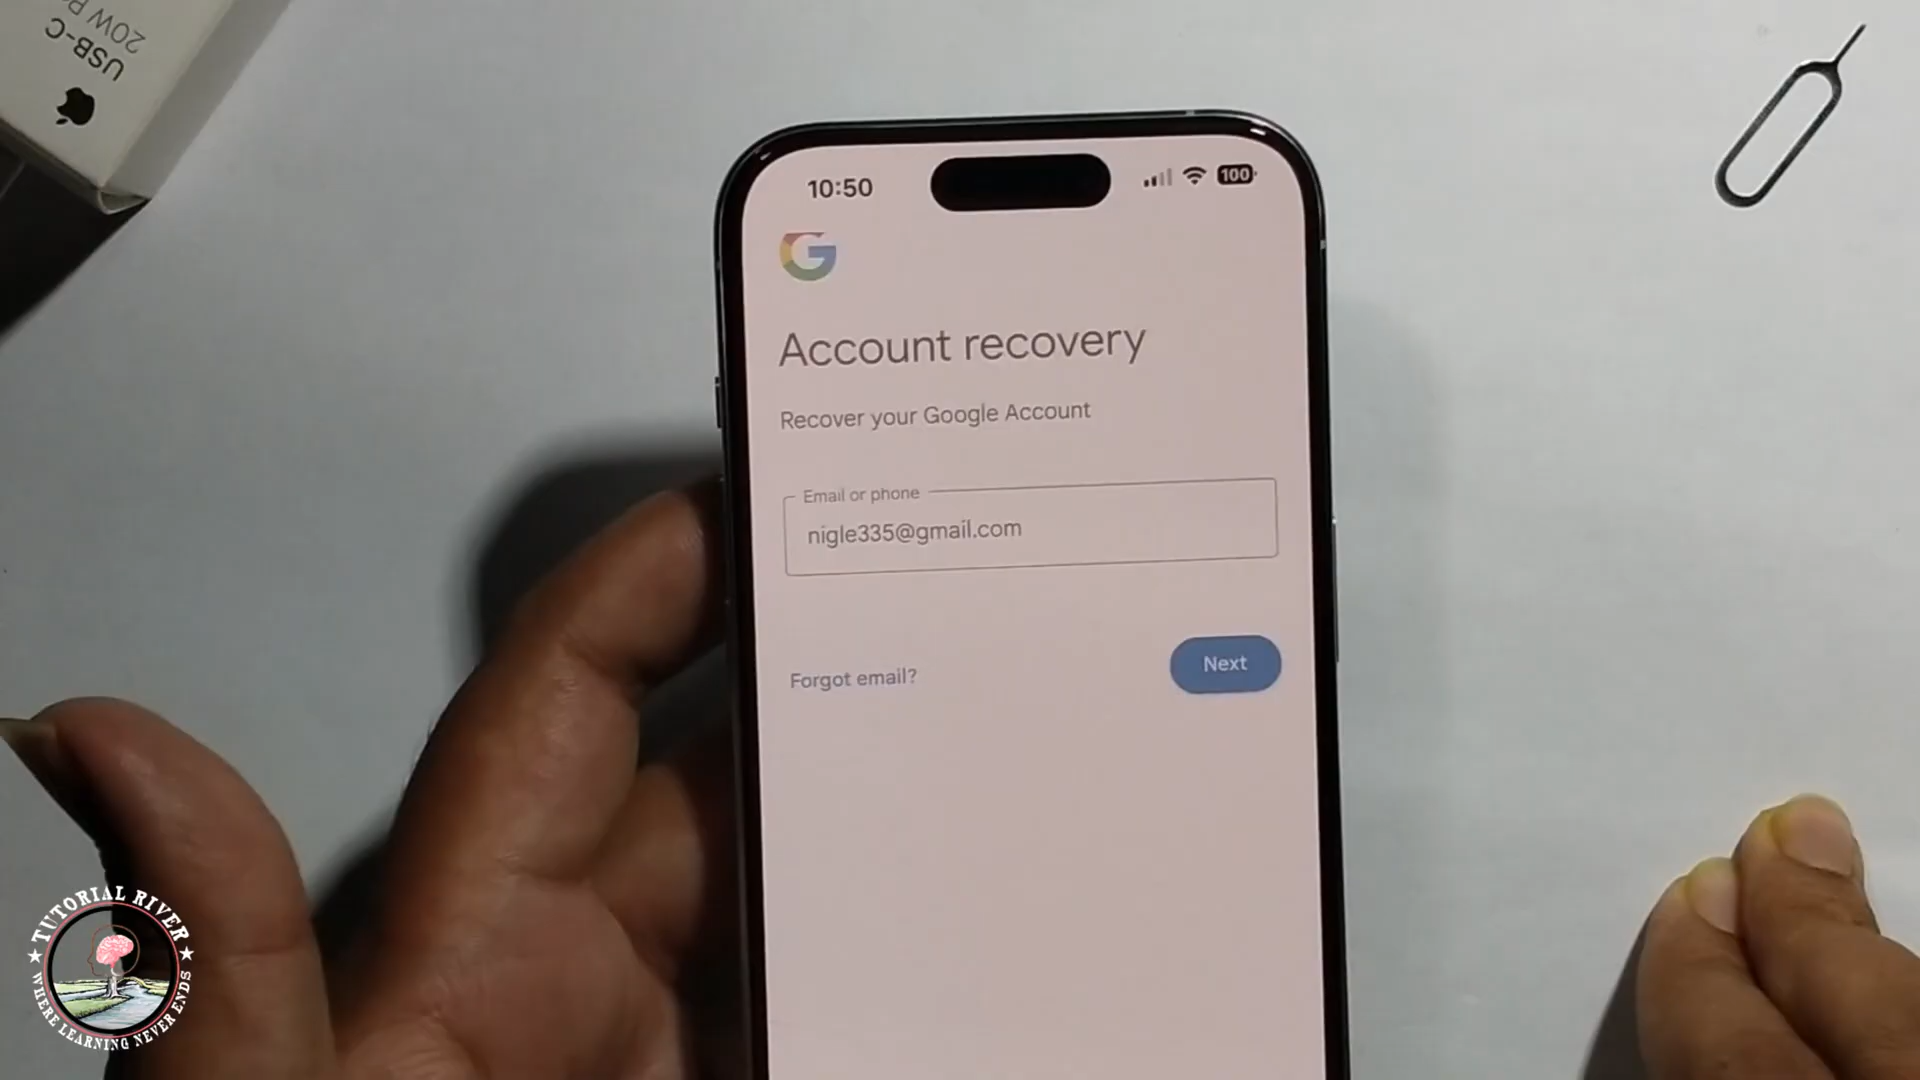 USB-C
20W
10:50
100
G
Account recovery
Recover your Google Account
Email or phone
nigle335@gmail.com
Forgot email?
Next
TUTORIAL RIVER
WHERE LEARNING NEVER ENDS